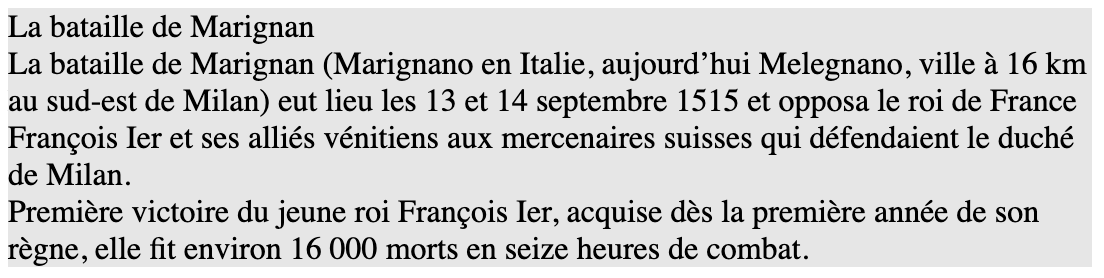 La bataille de Marignan
La bataille de Marignan (Marignano en Italie, aujourd’hui Melegnano, ville à 16 km
au sud-est de Milan) eut lieu les 13 et 14 septembre 1515 et opposa le roi de France
François Ier et ses alliés vénitiens aux mercenaires suisses qui défendaient le duché
de Milan.
Première victoire du jeune roi François Ier, acquise dès la première année de son
règne, elle fit environ 16 000 morts en seize heures de combat.